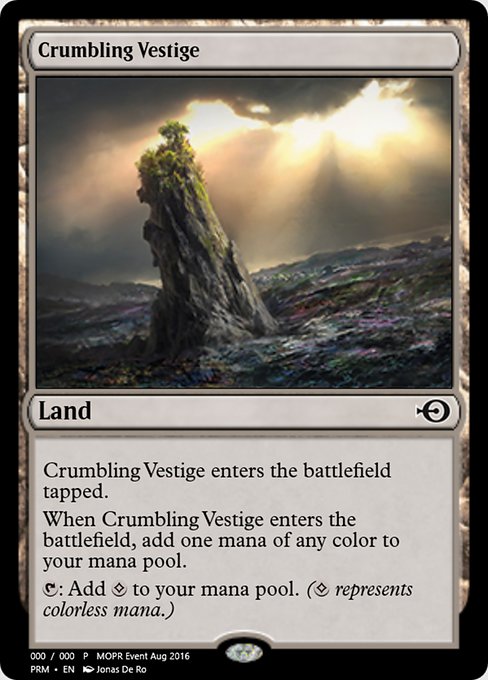 Crumbling Vestige
Land
Crumbling Vestige enters the battlefield
tapped.
When Crumbling Vestige enters the
battlefield, add one mana of any color to
your mana pool.
: Add ◇ to your mana pool. (◇ represents
colorless mana.)
000 / 000 P MOPR Event Aug 2016
PRM • EN Jonas De Ro